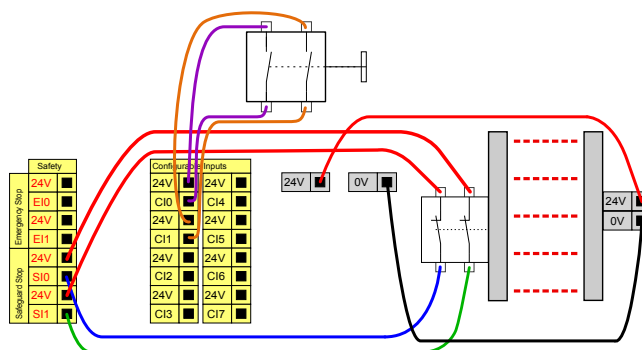 Safety
Emergency Stop
24V
EI0
24V
EI1
Safeguard Stop
24V
SI0
24V
SI1
Configurable Inputs
24V 24V
CI0 CI4
24V 24V
CI1 CI5
24V 24V
CI2 CI6
24V 24V
CI3 CI7
24V 0V
24V
0V